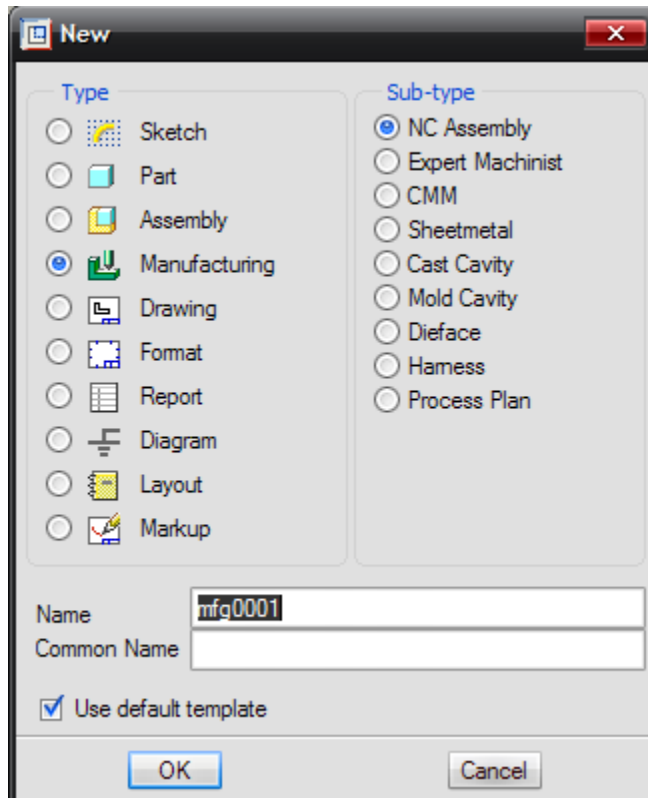 New
Type
Sketch
Part
Assembly
Manufacturing
Drawing
Format
Report
Diagram
Layout
Markup
Sub-type
NC Assembly
Expert Machinist
CMM
Sheetmetal
Cast Cavity
Mold Cavity
Dieface
Harness
Process Plan
Name mfg0001
Common Name
Use default template
OK Cancel